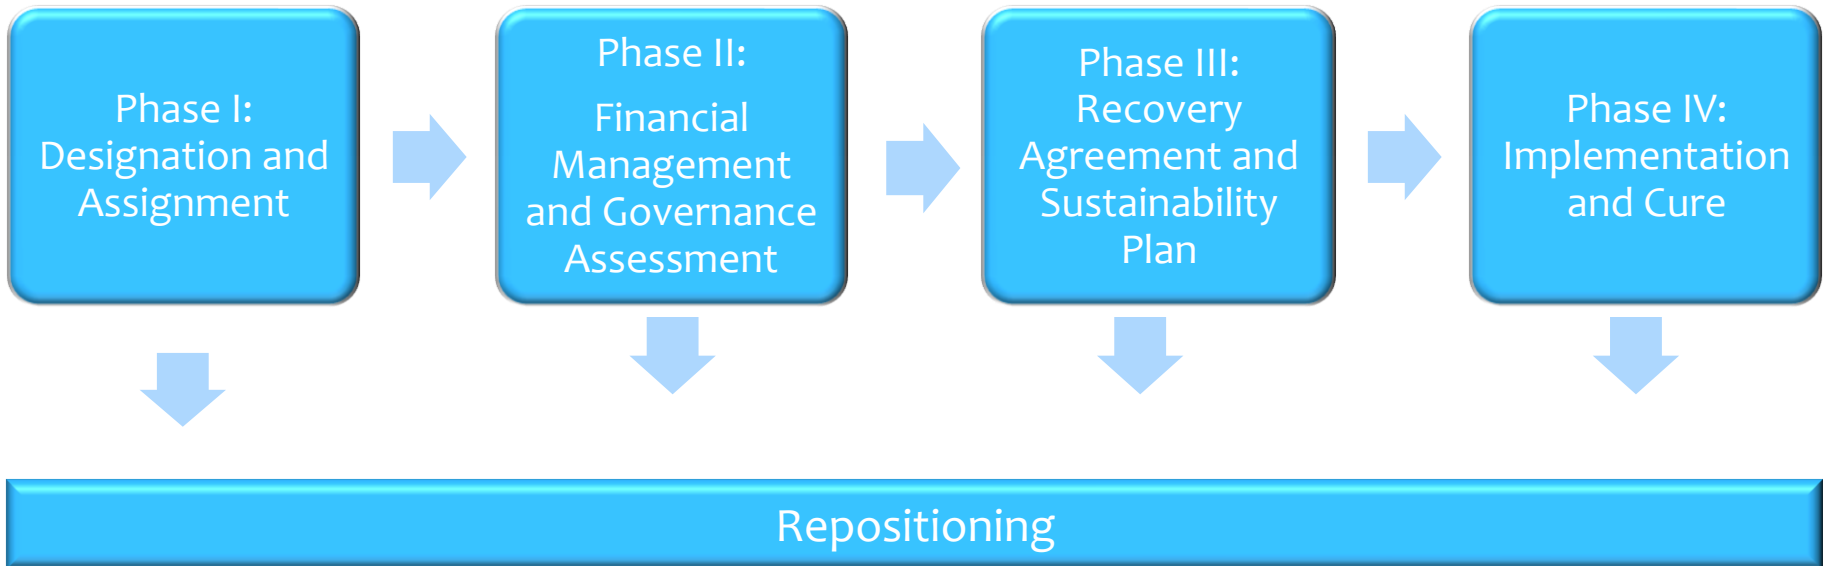 Phase I:
Designation and
Assignment
Phase II:
Financial
Management
and Governance
Assessment
Phase III:
Recovery
Agreement and
Sustainability
Plan
Phase IV:
Implementation
and Cure
Repositioning